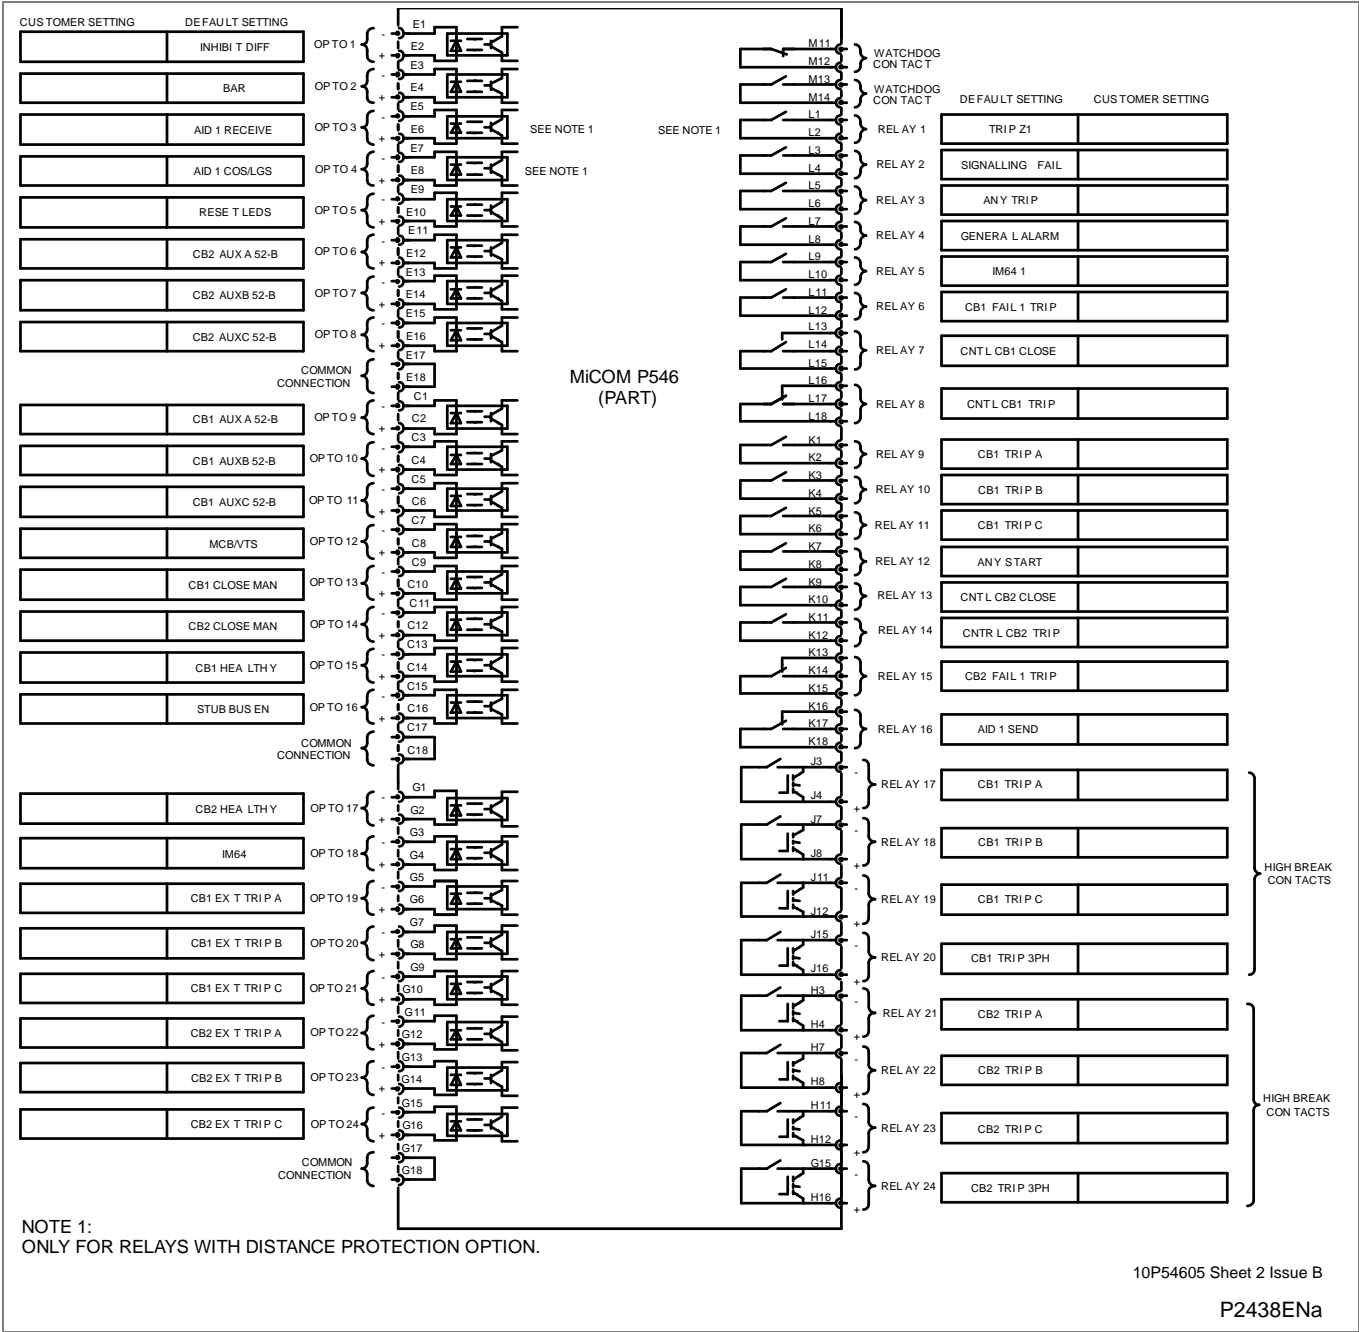 CUSTOMER SETTING DEFAULT SETTING
INHIBIT DIFF OPTO 1 - + E1 E2
BAR OPTO 2 - + E3 E4
AID 1 RECEIVE OPTO 3 - + E5 E6 SEE NOTE 1
AID 1 COS/LGS OPTO 4 - + E7 E8 SEE NOTE 1
RESET LEDS OPTO 5 - + E9 E10
CB2 AUX A 52-B OPTO 6 - + E11 E12
CB2 AUXB 52-B OPTO 7 - + E13 E14
CB2 AUXC 52-B OPTO 8 - + E15 E16
COMMON
CONNECTION
E17
E18
CB1 AUX A 52-B OPTO 9 - + C1 C2
CB1 AUXB 52-B OPTO 10 - + C3 C4
CB1 AUXC 52-B OPTO 11 - + C5 C6
MCB/VTS OPTO 12 - + C7 C8
CB1 CLOSE MAN OPTO 13 - + C9 C10
CB2 CLOSE MAN OPTO 14 - + C11 C12
CB1 HEALTHY OPTO 15 - + C13 C14
STUB BUS EN OPTO 16 - + C15 C16
COMMON
CONNECTION
C17
C18
CB2 HEALTHY OPTO 17 - + G1 G2
IM64 OPTO 18 - + G3 G4
CB1 EXT TRIP A OPTO 19 - + G5 G6
CB1 EXT TRIP B OPTO 20 - + G7 G8
CB1 EXT TRIP C OPTO 21 - + G9 G10
CB2 EXT TRIP A OPTO 22 - + G11 G12
CB2 EXT TRIP B OPTO 23 - + G13 G14
CB2 EXT TRIP C OPTO 24 - + G15 G16
COMMON
CONNECTION
G17
G18
MiCOM P546
(PART)
M11 M12 WATCHDOG
CONTACT
M13 M14 WATCHDOG
CONTACT
DEFAULT SETTING CUSTOMER SETTING
SEE NOTE 1 L1 L2 RELAY 1 TRIP Z1
L3 L4 RELAY 2 SIGNALLING FAIL
L5 L6 RELAY 3 ANY TRIP
L7 L8 RELAY 4 GENERAL ALARM
L9 L10 RELAY 5 IM64 1
L11 L12 RELAY 6 CB1 FAIL 1 TRIP
L13 L14 L15 RELAY 7 CNTL CB1 CLOSE
L16 L17 L18 RELAY 8 CNTL CB1 TRIP
K1 K2 RELAY 9 CB1 TRIP A
K3 K4 RELAY 10 CB1 TRIP B
K5 K6 RELAY 11 CB1 TRIP C
K7 K8 RELAY 12 ANY START
K9 K10 RELAY 13 CNTL CB2 CLOSE
K11 K12 RELAY 14 CNTRL CB2 TRIP
K13 K14 K15 RELAY 15 CB2 FAIL 1 TRIP
K16 K17 K18 RELAY 16 AID 1 SEND
J3 J4 - + RELAY 17 CB1 TRIP A
J7 J8 - + RELAY 18 CB1 TRIP B
J11 J12 - + RELAY 19 CB1 TRIP C
J15 J16 - + RELAY 20 CB1 TRIP 3PH
HIGH BREAK
CONTACTS
H3 H4 - + RELAY 21 CB2 TRIP A
H7 H8 - + RELAY 22 CB2 TRIP B
H11 H12 - + RELAY 23 CB2 TRIP C
G15 H16 - + RELAY 24 CB2 TRIP 3PH
HIGH BREAK
CONTACTS
NOTE 1:
ONLY FOR RELAYS WITH DISTANCE PROTECTION OPTION.
10P54605 Sheet 2 Issue B
P2438ENa